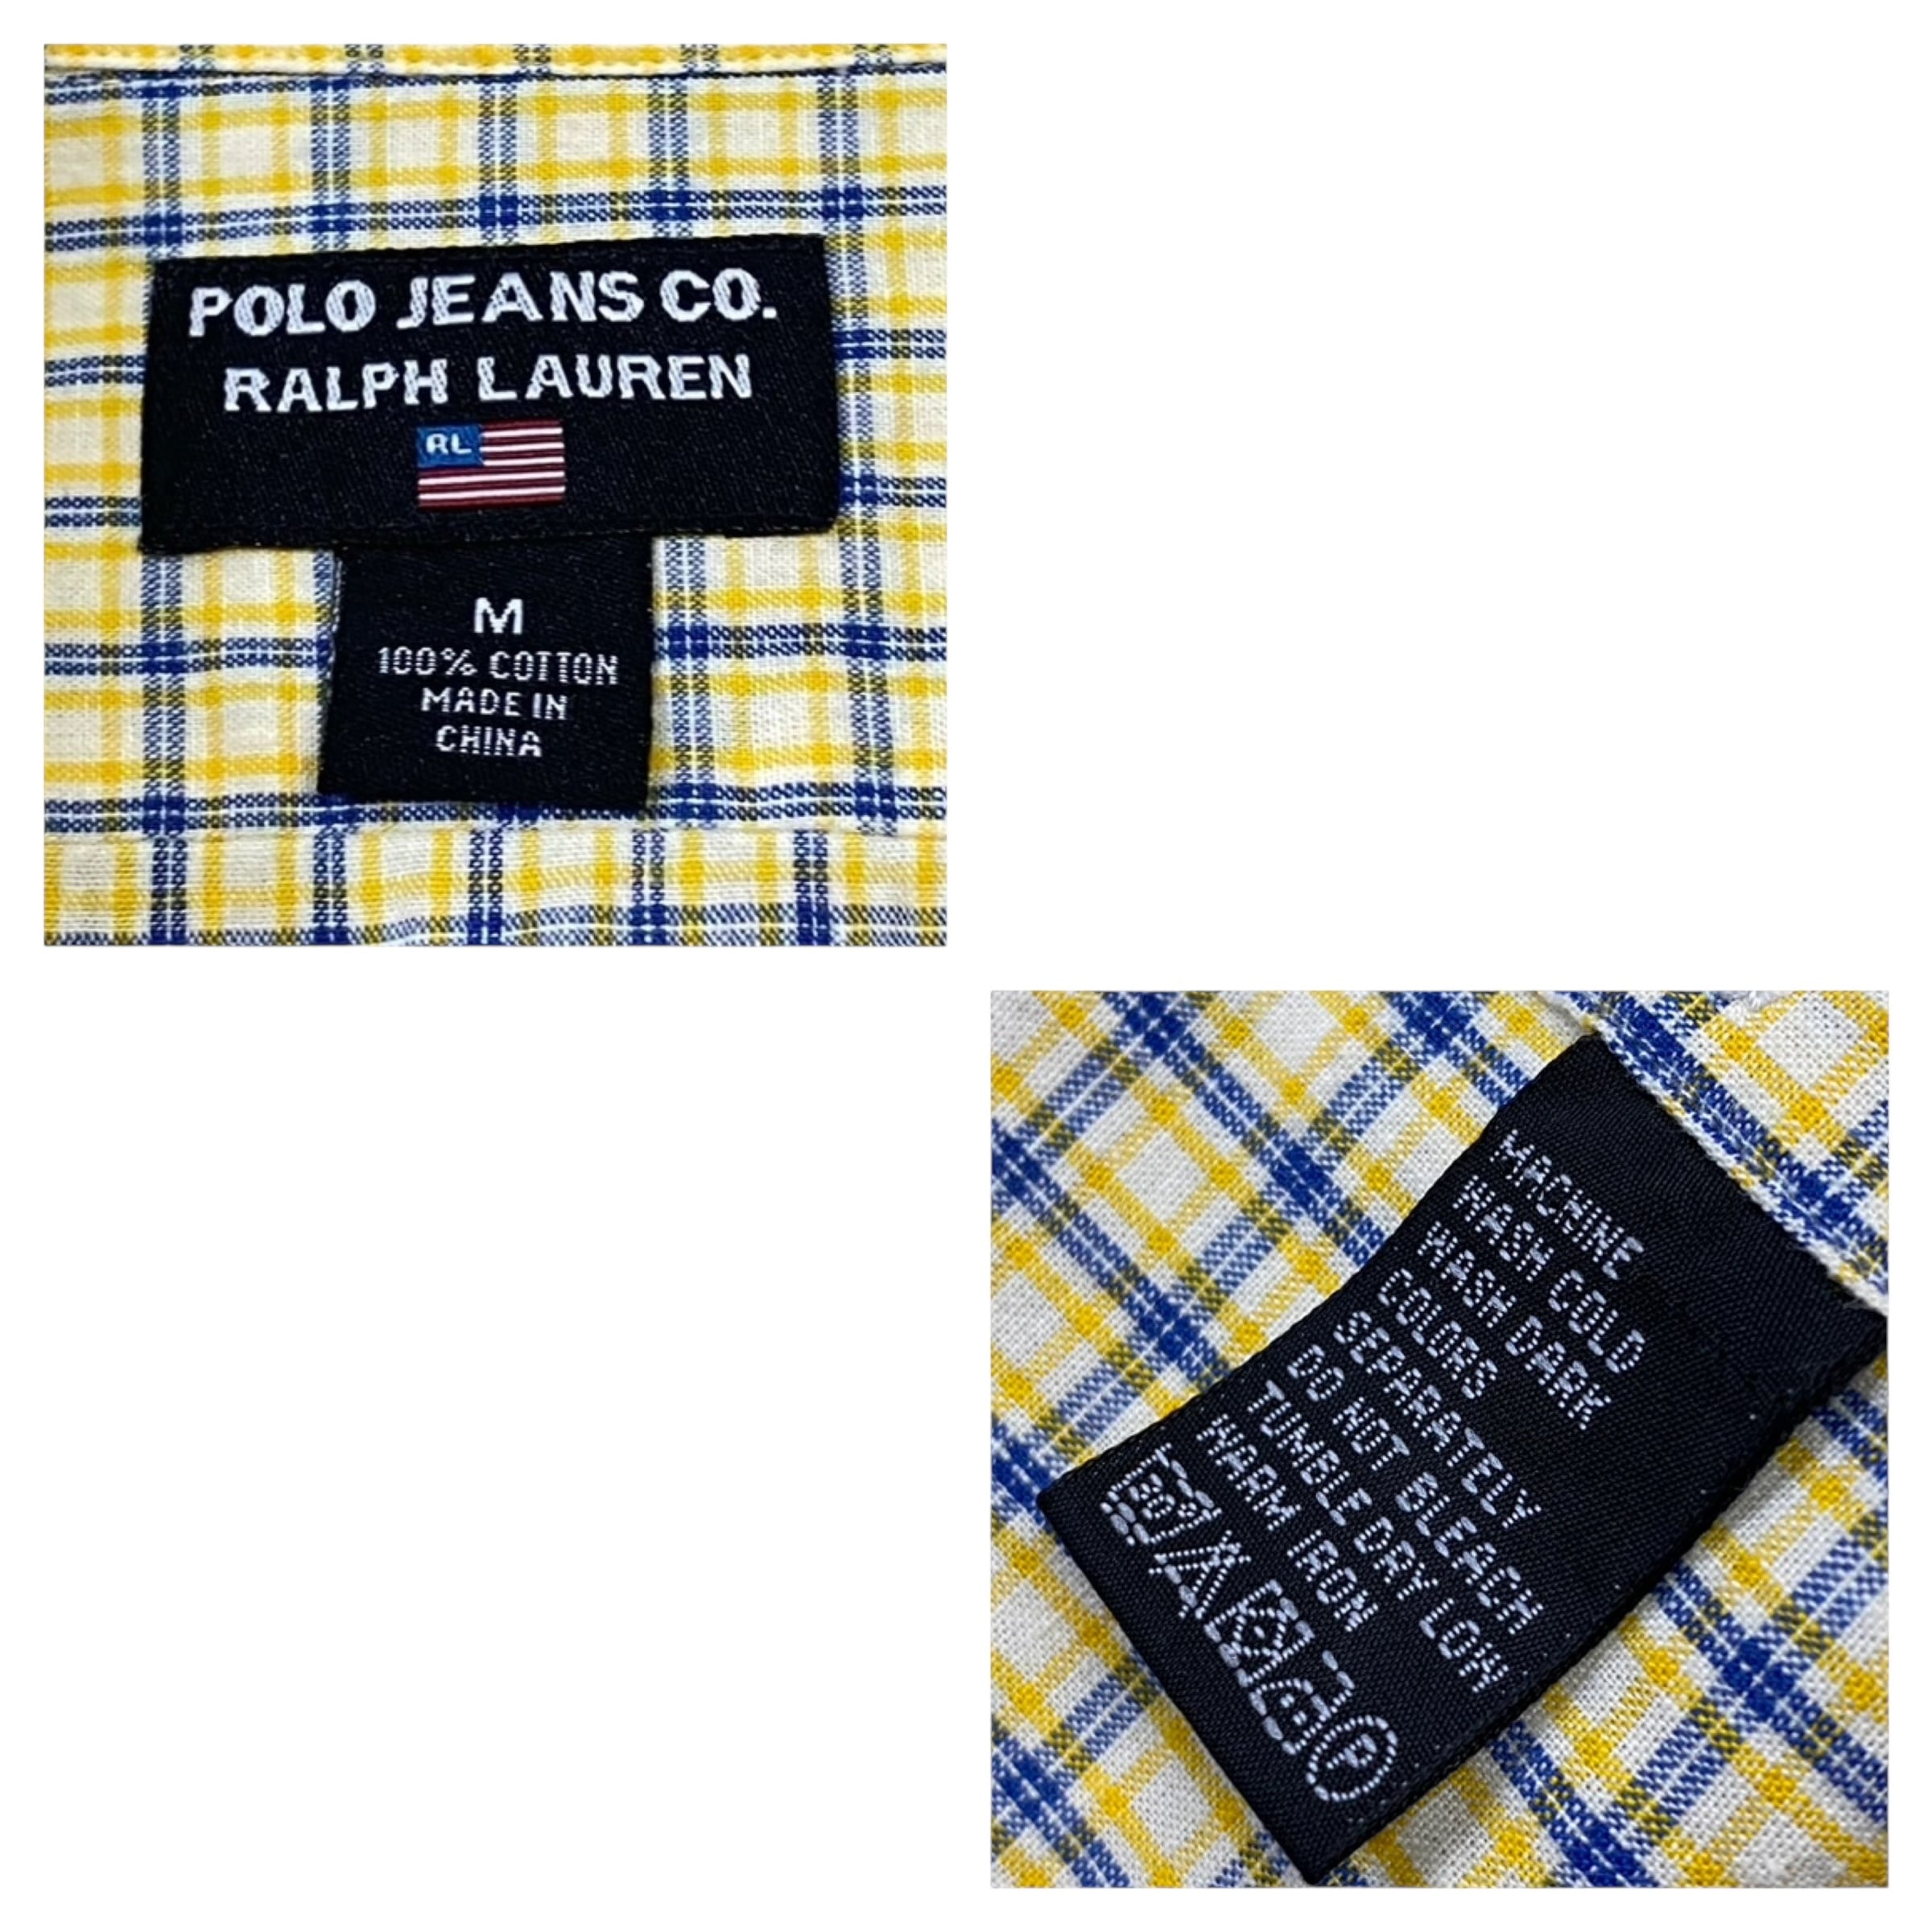 POLO JEANS CO.
RALPH LAUREN
RL
M
100% COTTON
MADE IN
CHINA
MACHINE
WASH COLD
WASH DARK
COLORS
SEPARATELY
DO NOT BLEACH
TUMBLE DRY LOW
WARM IRON
30
P